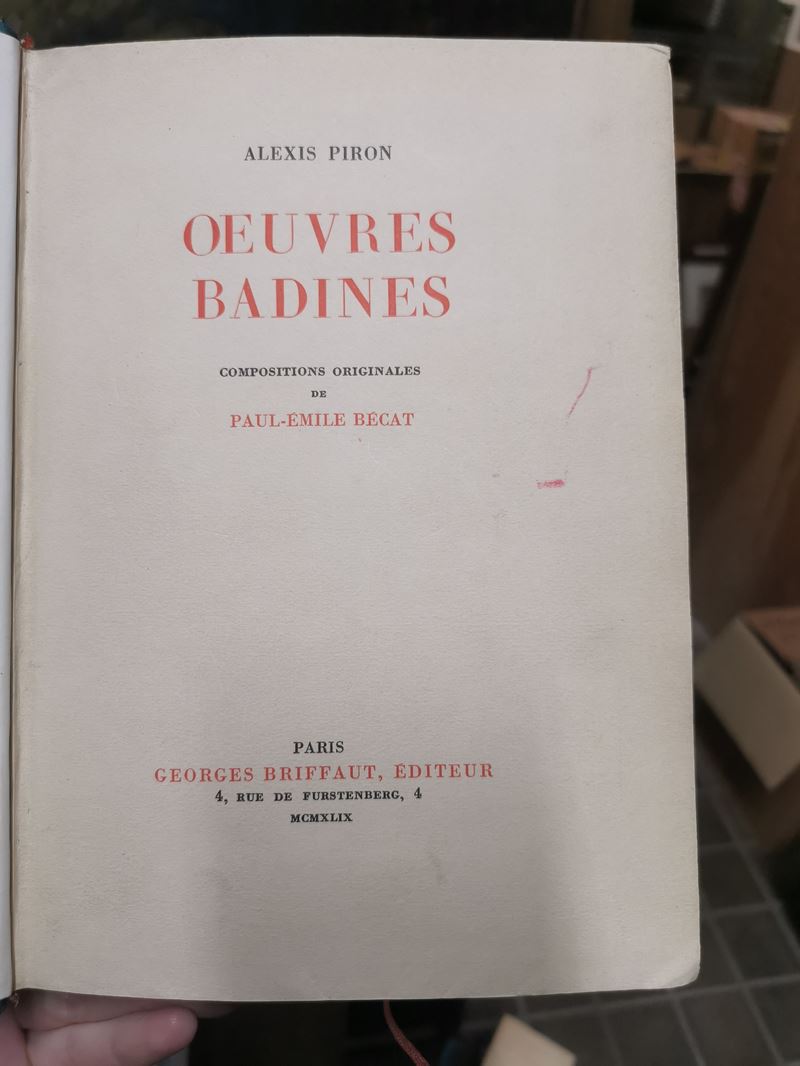 ALEXIS PIRON
OEUVRES
BADINES
COMPOSITIONS ORIGINALES
DE
PAUL-ÉMILE BÉCAT
PARIS
GEORGES BRIFFAUT, ÉDITEUR
4, RUE DE FURSTENBERG, 4
MCMXLIX